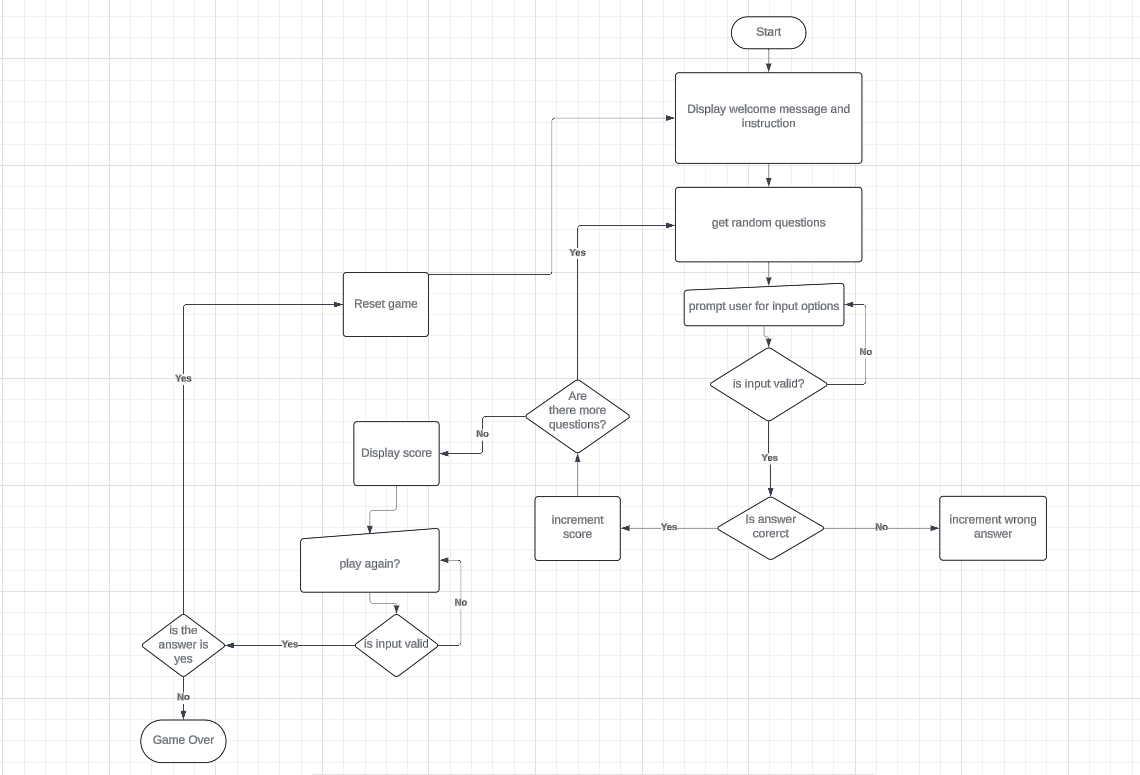 Start
Display welcome message and
instruction
get random questions
Yes
Reset game
prompt user for input options
No
Yes
is input valid?
Are
there more
questions?
No
Display score
Yes
increment
score
Yes
Is answer
corerct
No
increment wrong
answer
play again?
No
is the
answer is
yes
Yes
is input valid
No
Game Over